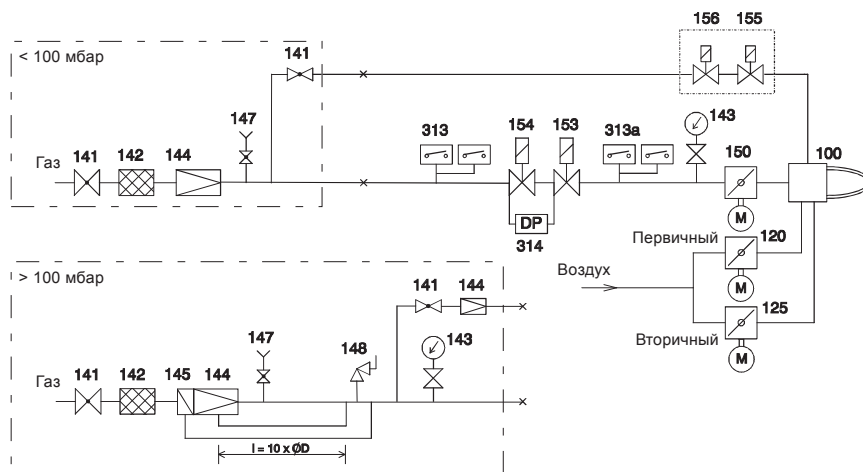 156 155
< 100 мбар
141
147
143
313
154
153
313a
150
100
Газ
141
142
144
M
DP
314
Первичный
120
M
Воздух
125
Вторичный
M
> 100 мбар
141
144
147
148
143
Газ
141
142
145
144
l = 10 x ØD